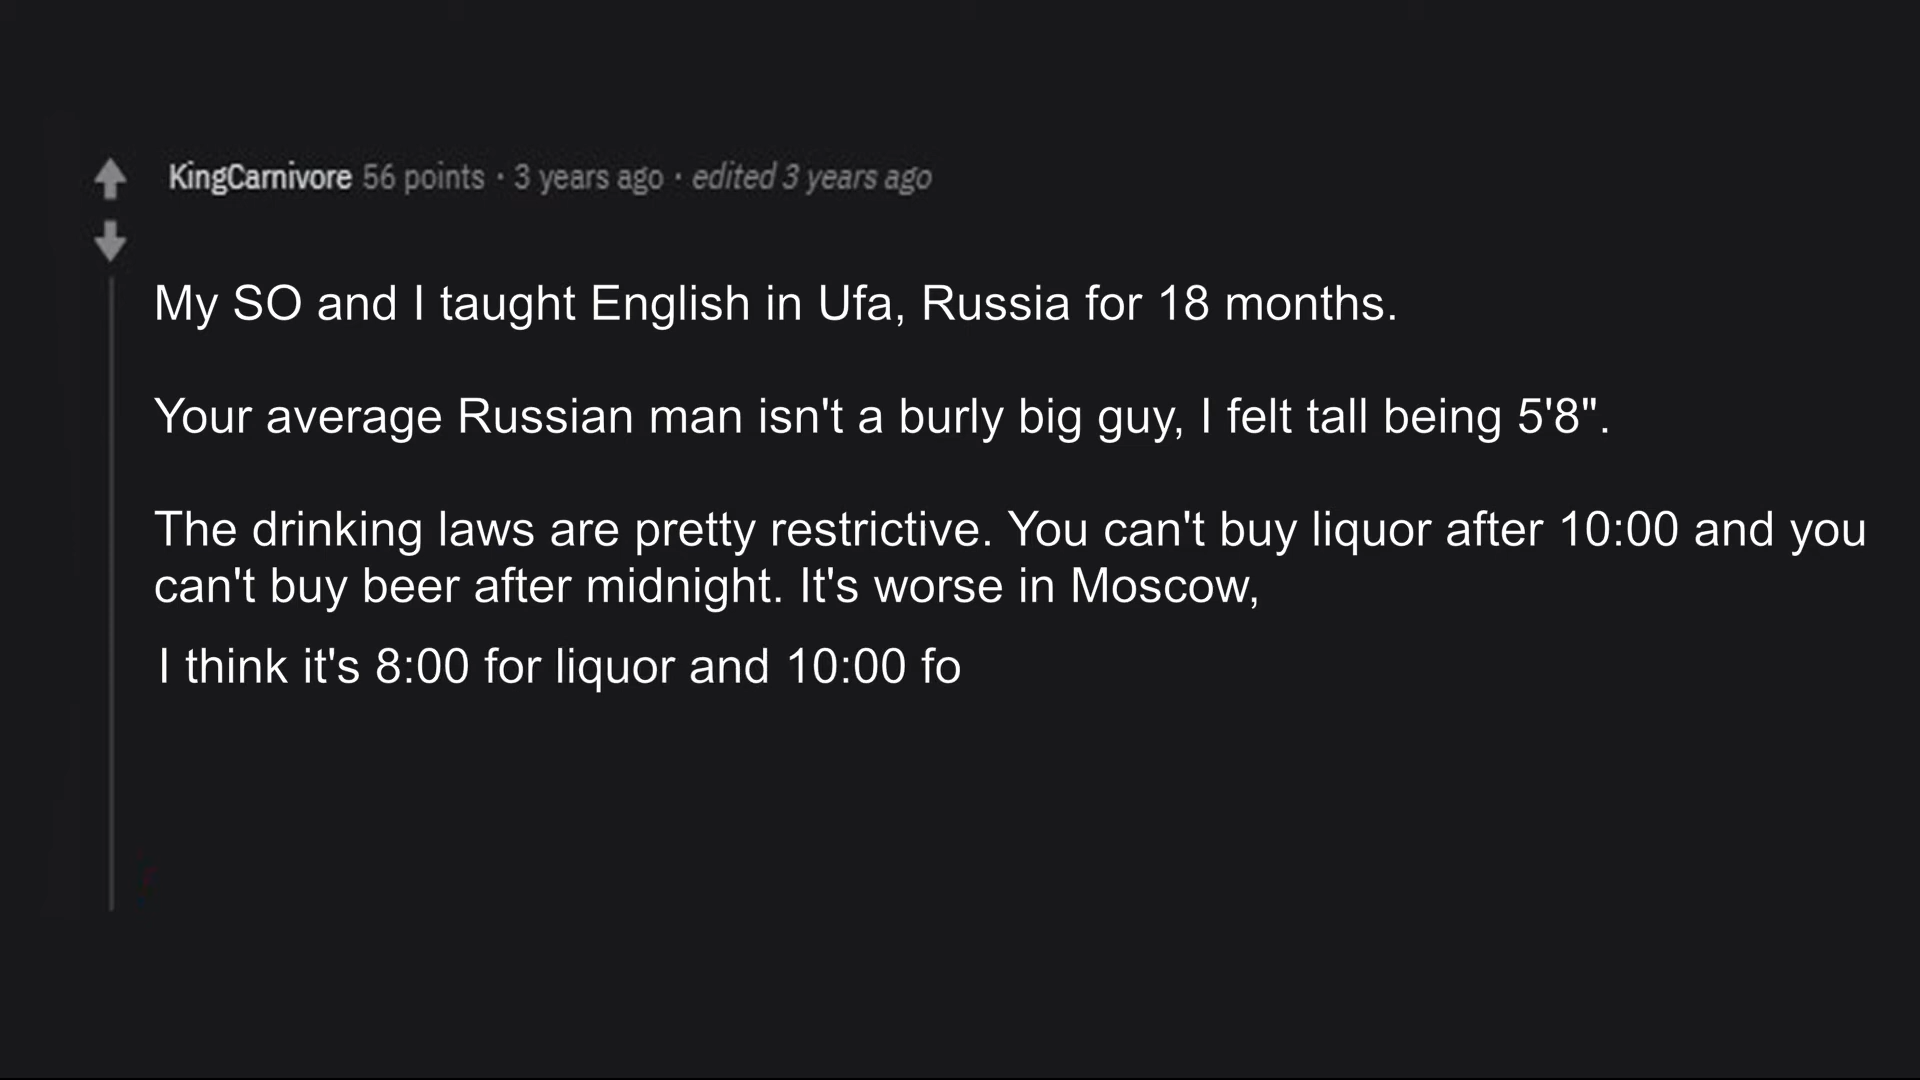 KingCarnivore 56 points · 3 years ago · edited 3 years ago
My SO and I taught English in Ufa, Russia for 18 months.
Your average Russian man isn't a burly big guy, I felt tall being 5'8".
The drinking laws are pretty restrictive. You can't buy liquor after 10:00 and you
can't buy beer after midnight. It's worse in Moscow,
I think it's 8:00 for liquor and 10:00 fo